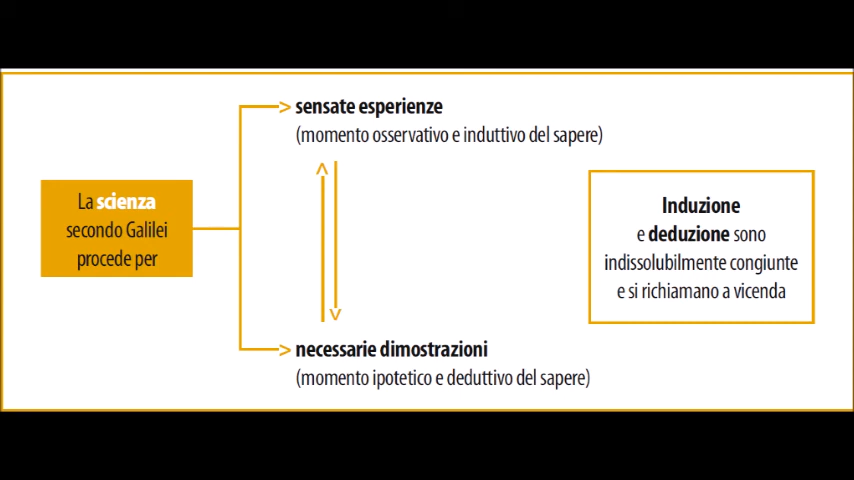 La scienza
secondo Galilei
procede per
sensate esperienze
(momento osservativo e induttivo del sapere)
necessarie dimostrazioni
(momento ipotetico e deduttivo del sapere)
Induzione
e deduzione sono
indissolubilmente congiunte
e si richiamano a vicenda